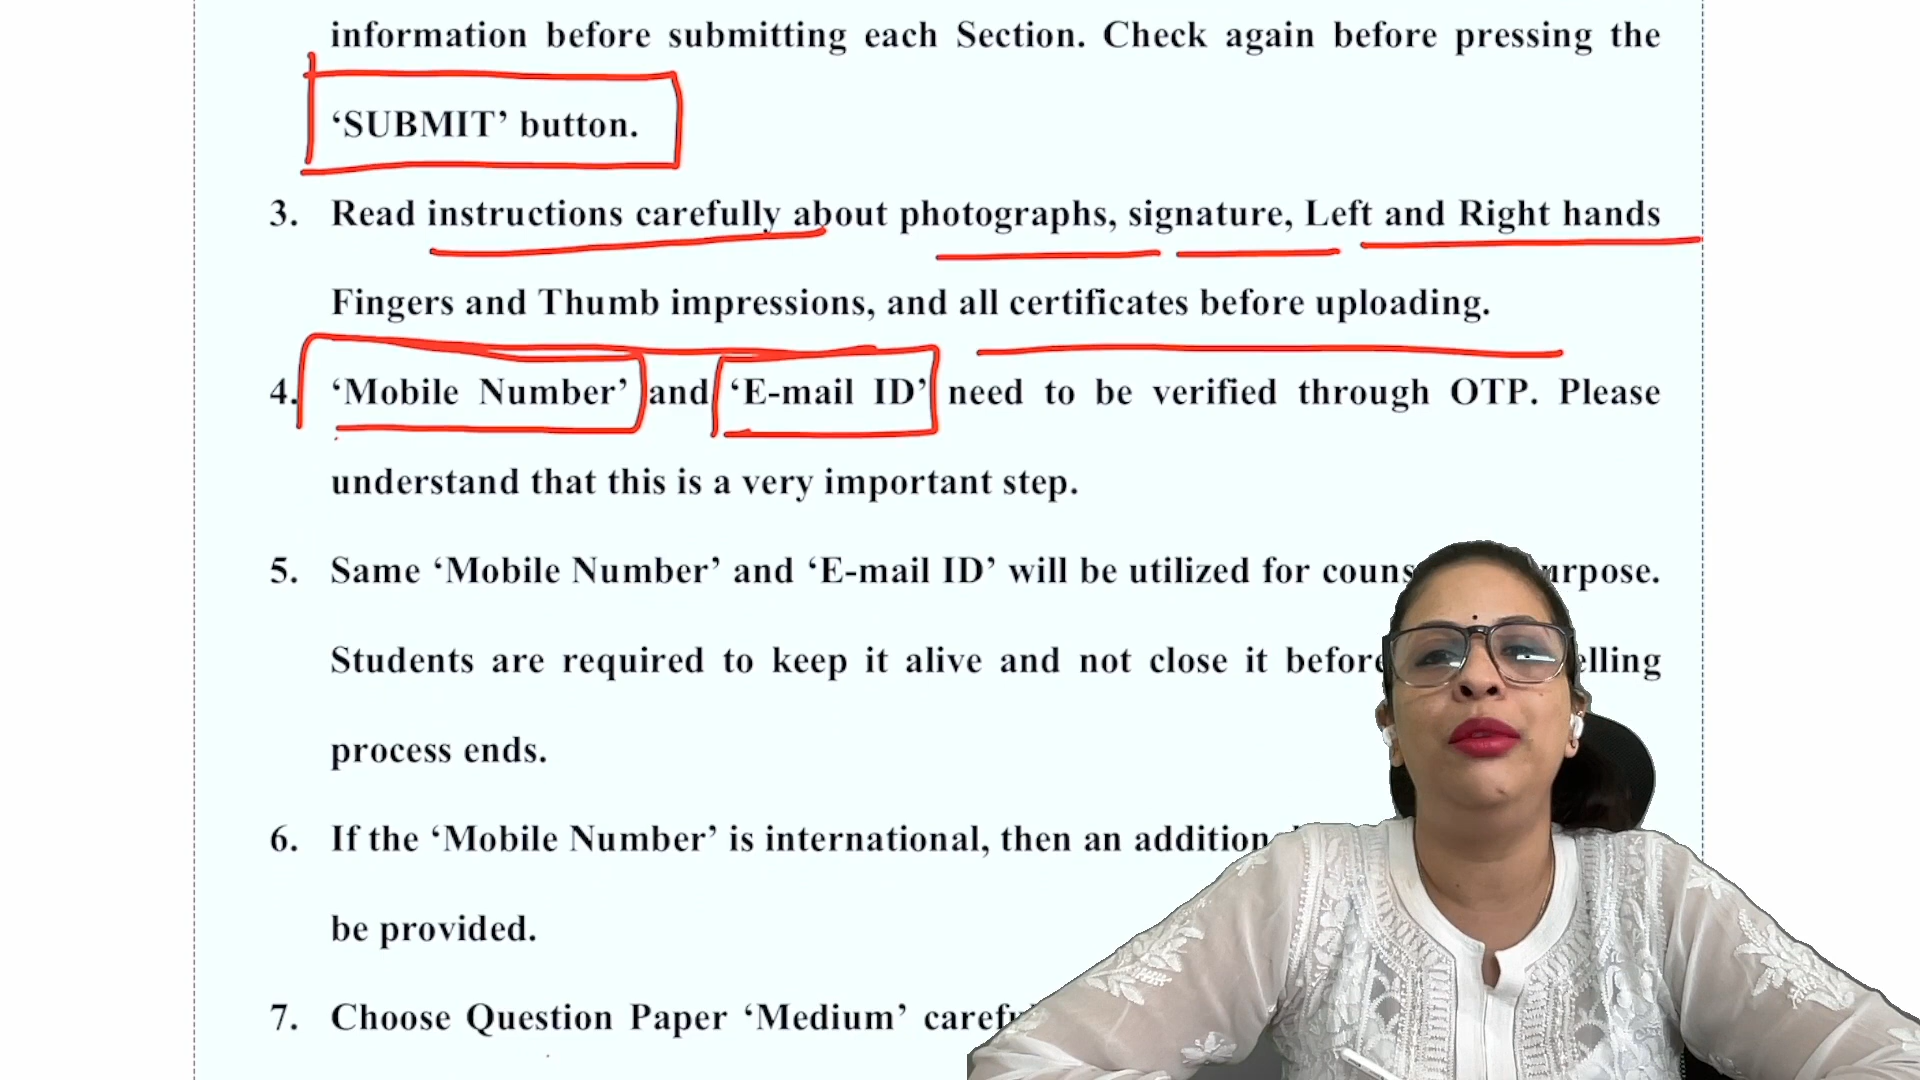 information before submitting each Section. Check again before pressing the
‘SUBMIT’ button.
3. Read instructions carefully about photographs, signature, Left and Right hands
Fingers and Thumb impressions, and all certificates before uploading.
4. ‘Mobile Number’ and ‘E-mail ID’ need to be verified through OTP. Please
understand that this is a very important step.
5. Same ‘Mobile Number’ and ‘E-mail ID’ will be utilized for
Students are required to keep it alive and not close it before
process ends.
6. If the ‘Mobile Number’ is international, then an
be provided.
7. Choose Question Paper ‘Medium’